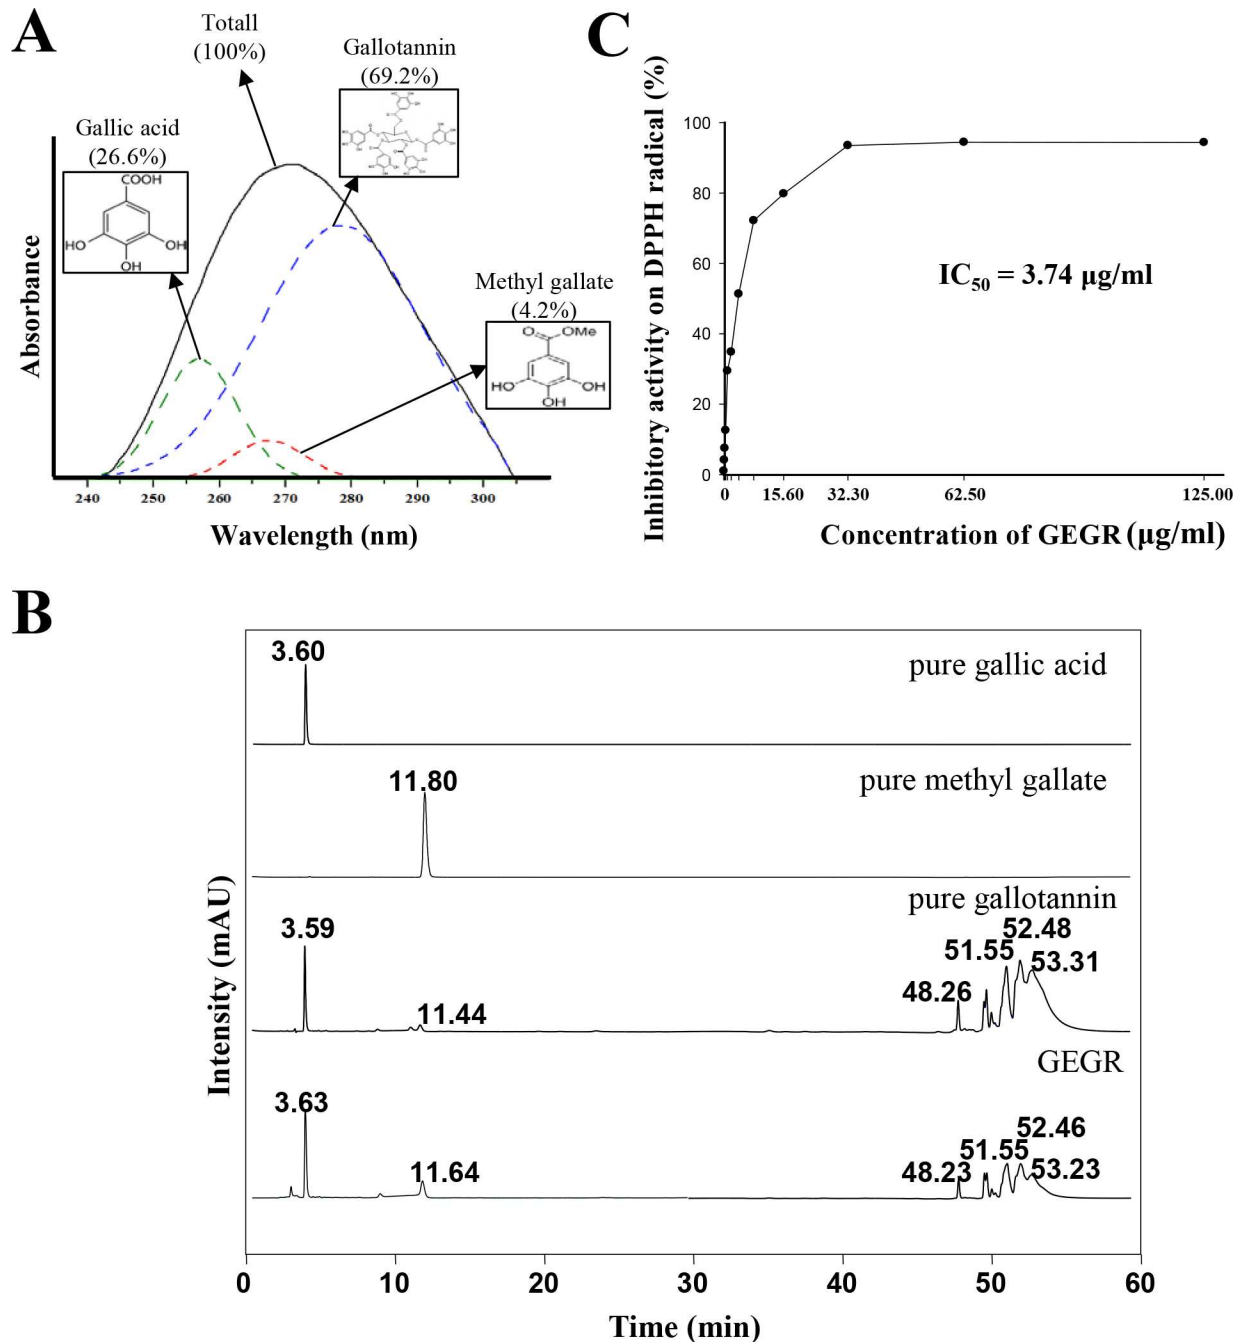 A
Totall
(100%)
Gallotannin
(69.2%)
Gallic acid
(26.6%)
COOH
HO
OH
OH
Methyl gallate
(4.2%)
O
OMe
HO
OH
OH
Absorbance
240 250 260 270 280 290 300
Wavelength (nm)
C
Inhibitory activity on DPPH radical (%)
100
80
60
40
20
0
IC50 = 3.74 µg/ml
0 15.60 32.30 62.50 125.00
Concentration of GEGR (µg/ml)
B
3.60
pure gallic acid
11.80
pure methyl gallate
pure gallotannin
3.59
11.44
48.26
51.55
52.48
53.31
GEGR
3.63
11.64
48.23
51.55
52.46
53.23
Intensity (mAU)
0 10 20 30 40 50 60
Time (min)